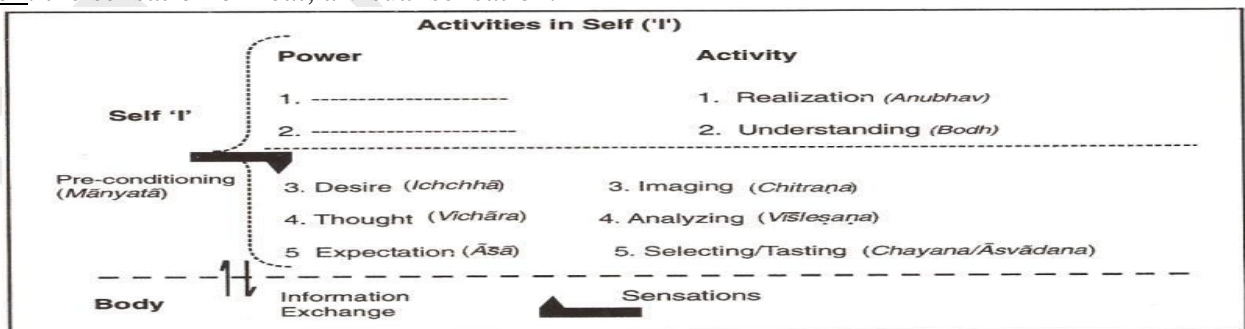 Activities in Self ('I')
Power Activity
1. ---------------------- 1. Realization (Anubhav)
Self 'I'
2. ----------------------- 2. Understanding (Bodh)
Pre-conditioning
(Mānyatā)
3. Desire (Ichchhā) 3. Imaging (Chitraṇa)
4. Thought (Vichāra) 4. Analyzing (Viśleṣaṇa)
5 Expectation (Āśā) 5. Selecting/Tasting (Chayana/Āsvādana)
Body
Information
Exchange
Sensations